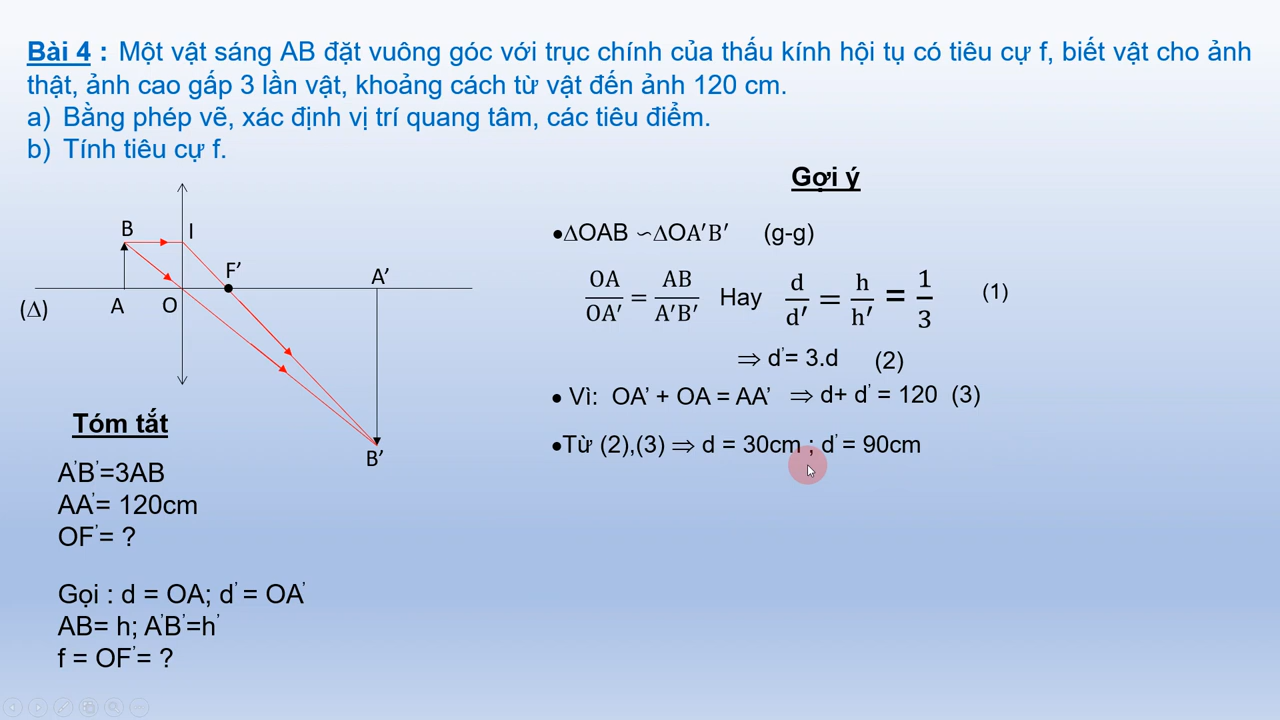 Bài 4 : Một vật sáng AB đặt vuông góc với trục chính của thấu kính hội tụ có tiêu cự f, biết vật cho ảnh
thật, ảnh cao gấp 3 lần vật, khoảng cách từ vật đến ảnh 120 cm.
a) Bằng phép vẽ, xác định vị trí quang tâm, các tiêu điểm.
b) Tính tiêu cự f.
Gợi ý
B I
F’ A’
(Δ) A O
B’
•ΔOAB ∽ΔOA′B′ (g-g)
OA/OA′ = AB/A′B′ Hay d/d′ = h/h′ = 1/3 (1)
⇒ d’= 3.d (2)
• Vì: OA’ + OA = AA’ ⇒ d+ d’ = 120 (3)
•Từ (2),(3) ⇒ d = 30cm ; d’ = 90cm
Tóm tắt
A’B’=3AB
AA’= 120cm
OF’= ?
Gọi : d = OA; d’ = OA’
AB= h; A’B’=h’
f = OF’= ?